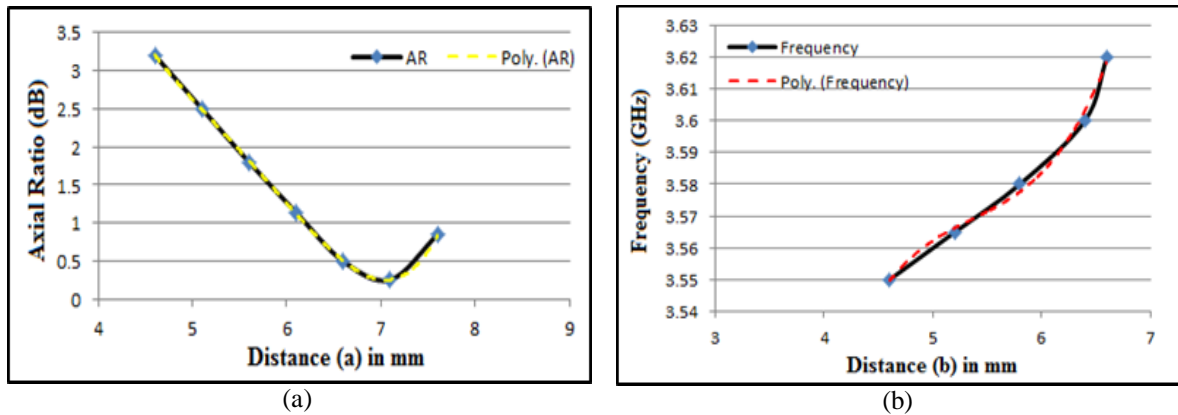 3.5
3
2.5
2
1.5
1
0.5
0
4 5 6 7 8 9
Axial Ratio (dB)
Distance (a) in mm
AR Poly. (AR)
(a)
3.63
3.62
3.61
3.6
3.59
3.58
3.57
3.56
3.55
3.54
3 4 5 6 7
Frequency (GHz)
Distance (b) in mm
Frequency
Poly. (Frequency)
(b)